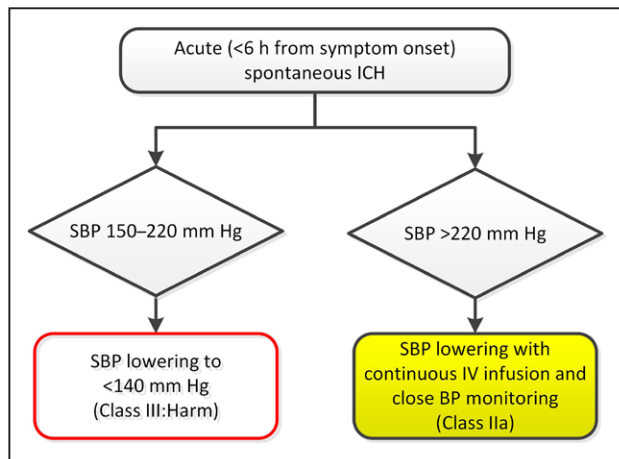 Acute (<6 h from symptom onset)
spontaneous ICH
SBP 150–220 mm Hg
SBP >220 mm Hg
SBP lowering to
<140 mm Hg
(Class III:Harm)
SBP lowering with
continuous IV infusion and
close BP monitoring
(Class IIa)